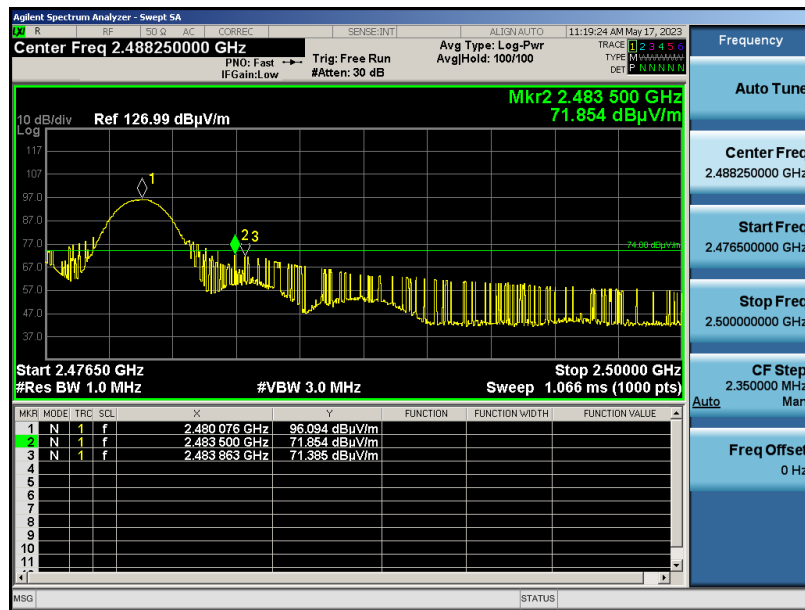 Agilent Spectrum Analyzer - Swept SA
LXI R RF 50 Ω AC CORREC SENSE:INT ALIGN AUTO 11:19:24 AM May 17, 2023
Center Freq 2.488250000 GHz
PNO: Fast
IFGain:Low
Trig: Free Run
#Atten: 30 dB
Avg Type: Log-Pwr
Avg|Hold: 100/100
TRACE 1 2 3 4 5 6
TYPE M
DET P N N N N N
Mkr2 2.483 500 GHz
71.854 dBµV/m
10 dB/div Ref 126.99 dBµV/m
Log
117
107
97.0
87.0
77.0
67.0
57.0
47.0
37.0
1
2 3
74.00 dBµV/m
Start 2.47650 GHz Stop 2.50000 GHz
#Res BW 1.0 MHz #VBW 3.0 MHz Sweep 1.066 ms (1000 pts)
MKR MODE TRC SCL X Y FUNCTION FUNCTION WIDTH FUNCTION VALUE
1 N 1 f 2.480 076 GHz 96.094 dBµV/m
2 N 1 f 2.483 500 GHz 71.854 dBµV/m
3 N 1 f 2.483 863 GHz 71.385 dBµV/m
4
5
6
7
8
9
10
11
MSG STATUS
Frequency
Auto Tune
Center Freq
2.488250000 GHz
Start Freq
2.476500000 GHz
Stop Freq
2.500000000 GHz
CF Step
2.350000 MHz
Auto Man
Freq Offset
0 Hz